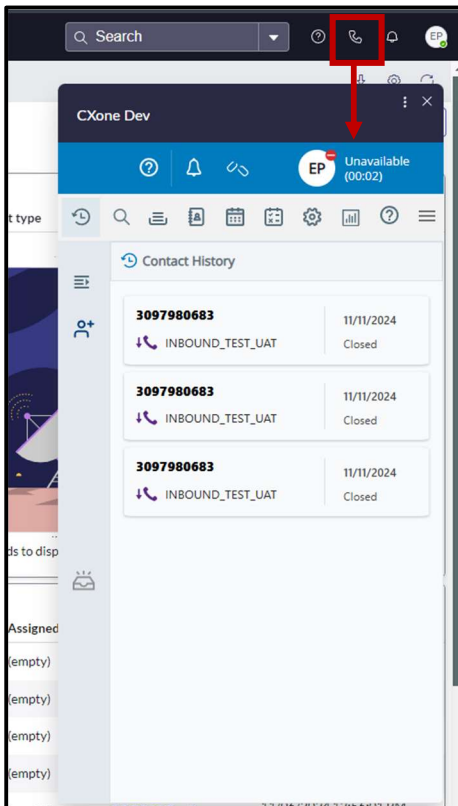 Search
EP
CXone Dev
EP
Unavailable
(00:02)
t type
Contact History
3097980683
11/11/2024
INBOUND_TEST_UAT
Closed
3097980683
11/11/2024
INBOUND_TEST_UAT
Closed
3097980683
11/11/2024
INBOUND_TEST_UAT
Closed
ds to disp
Assigned
(empty)
(empty)
(empty)
(empty)